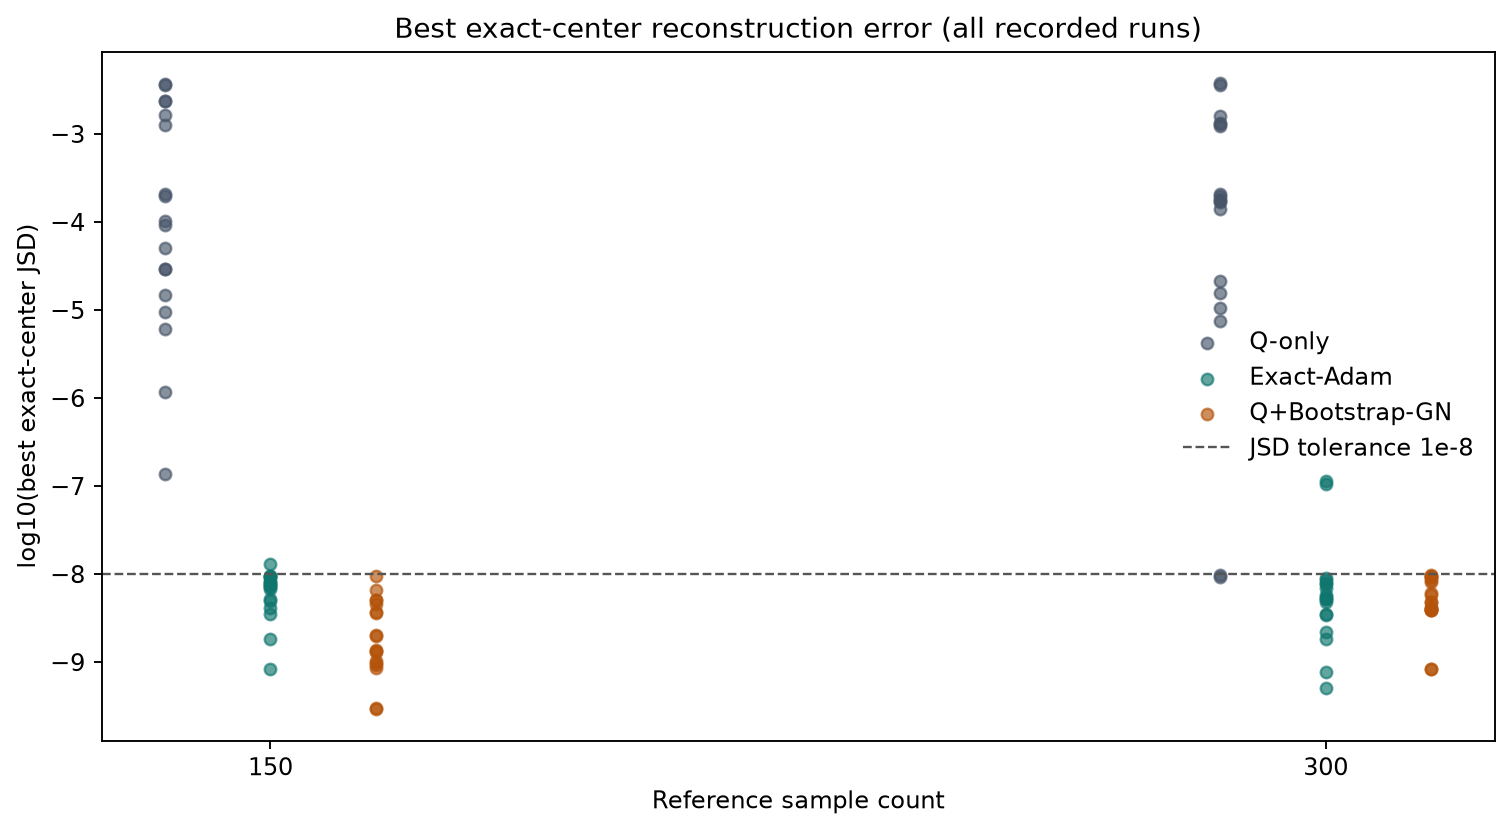 Best exact-center reconstruction error (all recorded runs)
log10(best exact-center JSD)
−3
−4
−5
−6
−7
−8
−9
Q-only
Exact-Adam
Q+Bootstrap-GN
JSD tolerance 1e-8
150
300
Reference sample count